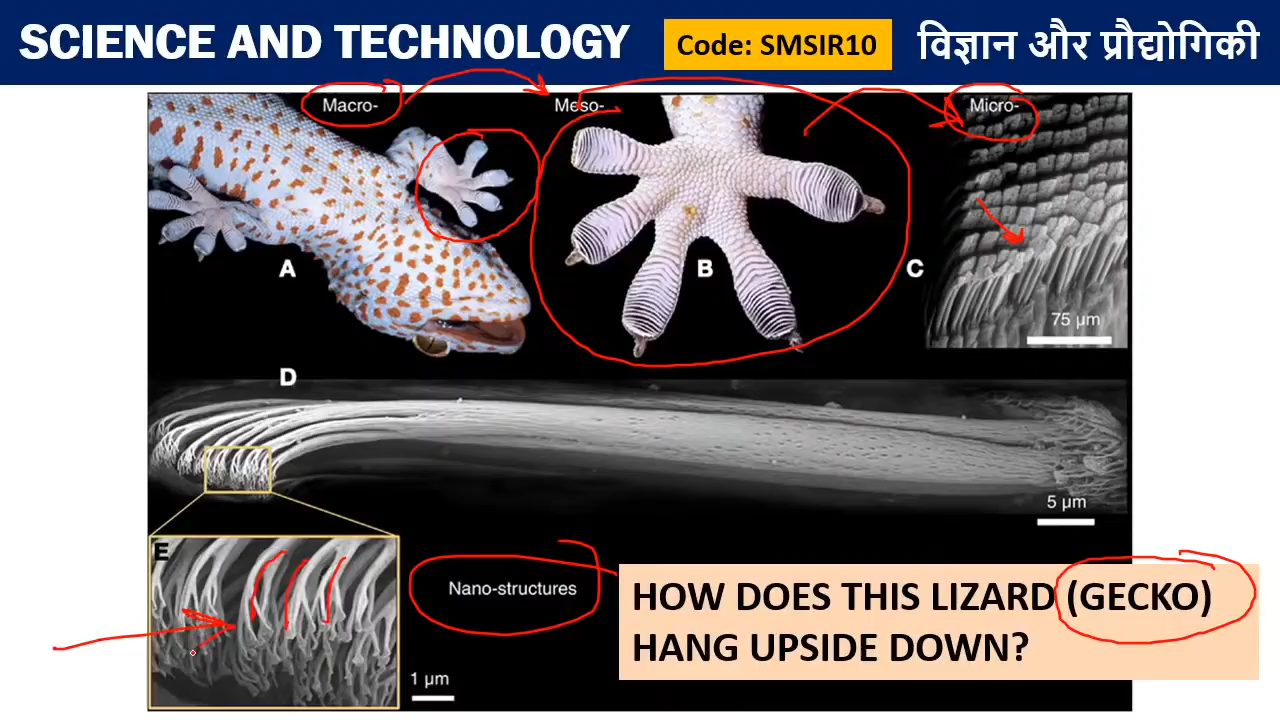 SCIENCE AND TECHNOLOGY
Code: SMSIR10
विज्ञान और प्रौद्योगिकी
Macro-
Meso-
Micro-
A
B
C
75 µm
D
5 µm
E
Nano-structures
1 µm
HOW DOES THIS LIZARD (GECKO)
HANG UPSIDE DOWN?